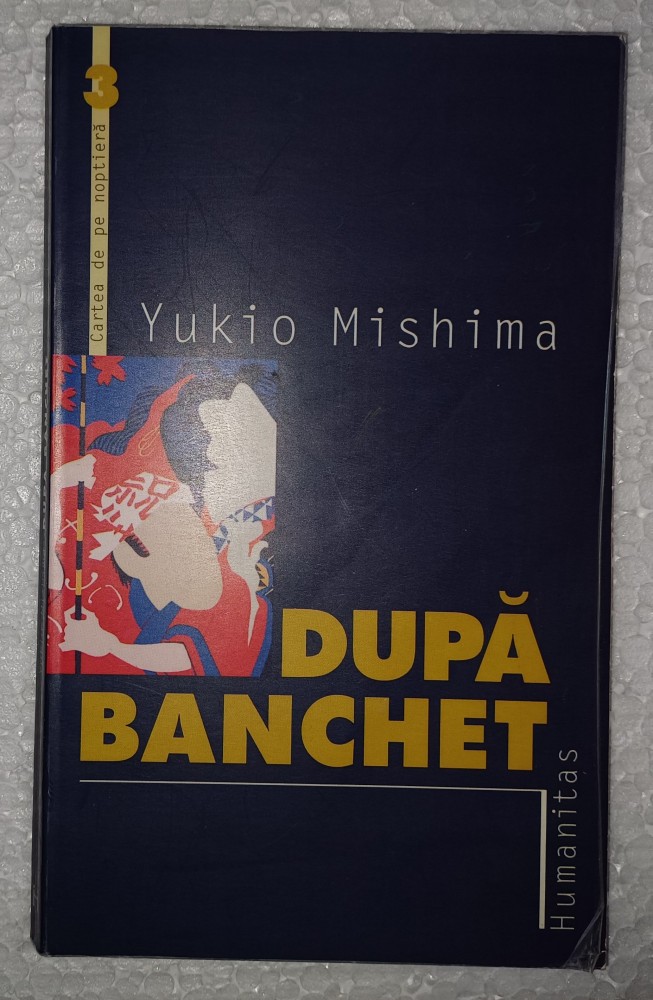 3
Cartea de pe noptieră
Yukio Mishima
DUPĂ
BANCHET
Humanitas